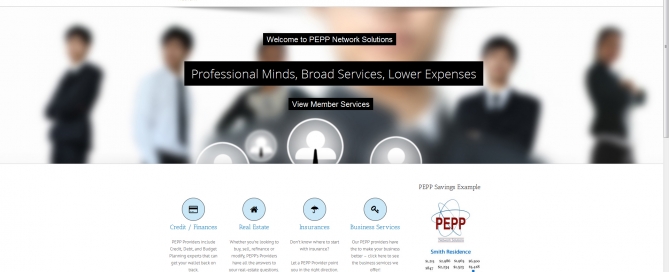 Welcome to PEPP Network Solutions
Professional Minds, Broad Services, Lower Expenses
View Member Services
PEPP Savings Example
Credit / Finances
PEPP Providers include
Credit, Debt, and Budget
Planning experts that can
get your wallet back on
track.
Real Estate
Whether you're looking to
buy, sell, refinance or
modify, PEPP's Providers
have all the answers to
your real-estate questions.
Insurances
Don't know where to start
with insurance?
Let a PEPP Provider point
you in the right direction.
Business Services
Our PEPP providers have
the to make your business
better – click here to see
the business services we
offer!
PEPP
Smith Residence